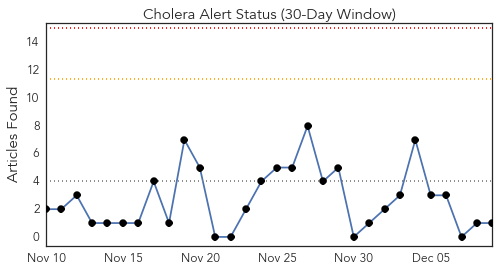 Cholera Alert Status (30-Day Window)
Articles Found
14
12
10
8
6
4
2
0
Nov 10 Nov 15 Nov 20 Nov 25 Nov 30 Dec 05